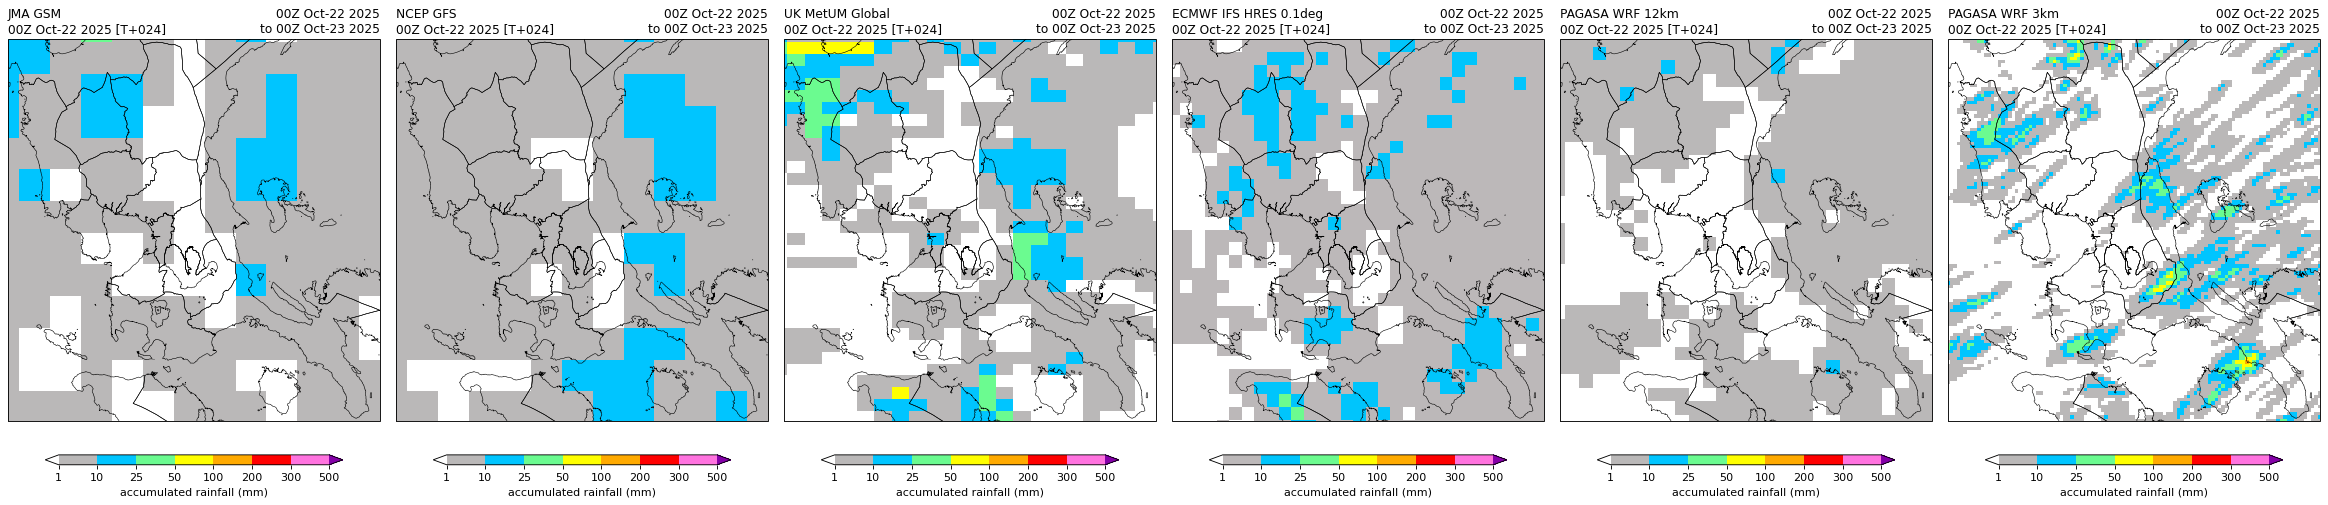 JMA GSM 00Z Oct-22 2025
00Z Oct-22 2025 [T+024] to 00Z Oct-23 2025
1 10 25 50 100 200 300 500
accumulated rainfall (mm)
NCEP GFS 00Z Oct-22 2025
00Z Oct-22 2025 [T+024] to 00Z Oct-23 2025
1 10 25 50 100 200 300 500
accumulated rainfall (mm)
UK MetUM Global 00Z Oct-22 2025
00Z Oct-22 2025 [T+024] to 00Z Oct-23 2025
1 10 25 50 100 200 300 500
accumulated rainfall (mm)
ECMWF IFS HRES 0.1deg 00Z Oct-22 2025
00Z Oct-22 2025 [T+024] to 00Z Oct-23 2025
1 10 25 50 100 200 300 500
accumulated rainfall (mm)
PAGASA WRF 12km 00Z Oct-22 2025
00Z Oct-22 2025 [T+024] to 00Z Oct-23 2025
1 10 25 50 100 200 300 500
accumulated rainfall (mm)
PAGASA WRF 3km 00Z Oct-22 2025
00Z Oct-22 2025 [T+024] to 00Z Oct-23 2025
1 10 25 50 100 200 300 500
accumulated rainfall (mm)